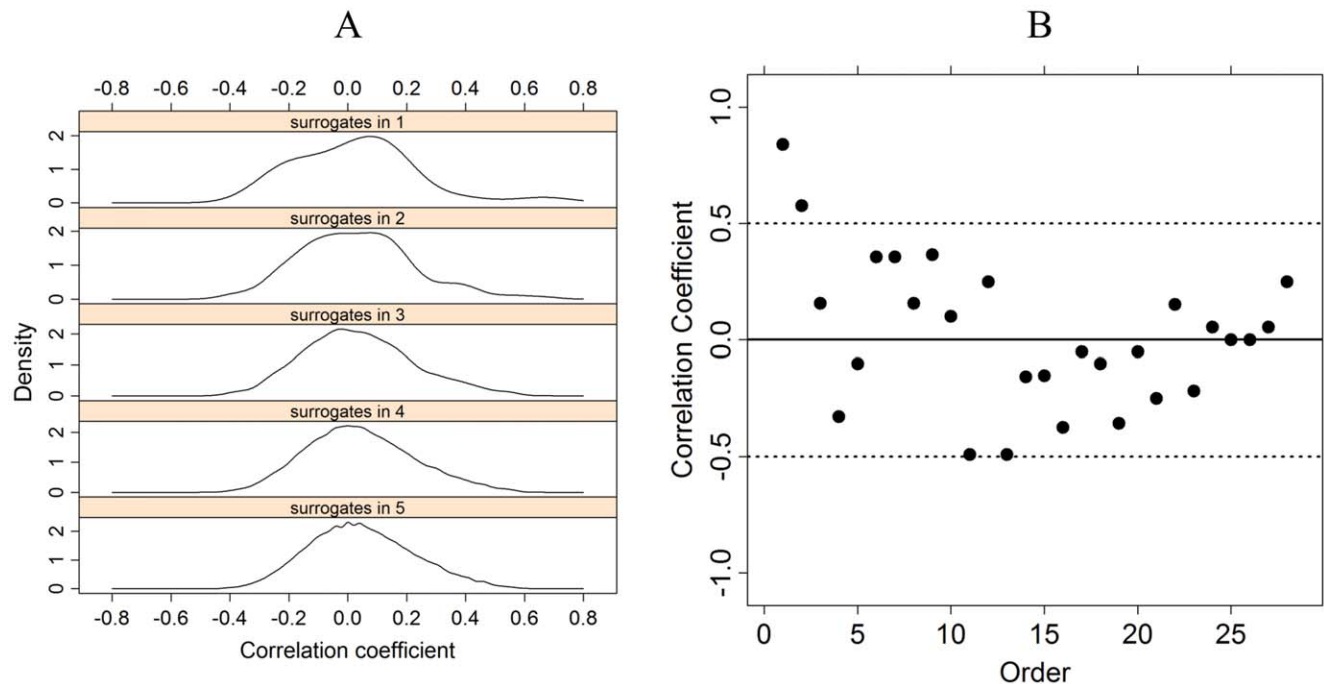 A
-0.8 -0.6 -0.4 -0.2 0.0 0.2 0.4 0.6 0.8
surrogates in 1
2
1
0
surrogates in 2
2
1
0
surrogates in 3
2
1
0
surrogates in 4
2
1
0
surrogates in 5
2
1
0
Density
-0.8 -0.6 -0.4 -0.2 0.0 0.2 0.4 0.6 0.8
Correlation coefficient
B
1.0
0.5
0.0
-0.5
-1.0
Correlation Coefficient
0 5 10 15 20 25
Order